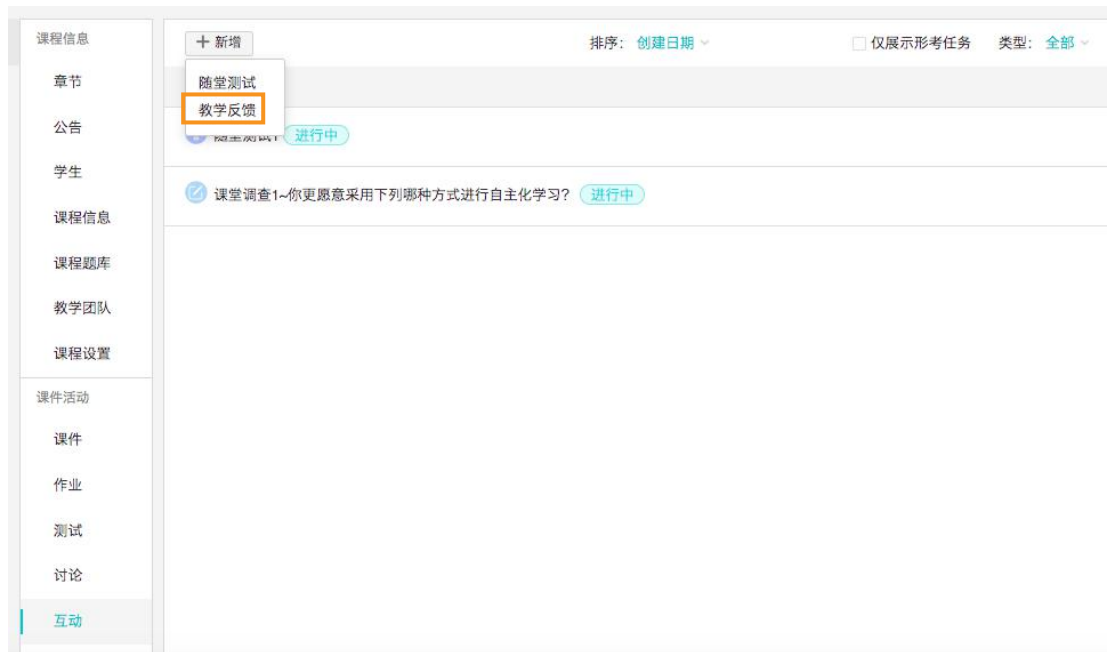 课程信息
章节
公告
学生
课程信息
课程题库
教学团队
课程设置
课件活动
课件
作业
测试
讨论
互动
新增
排序: 创建日期
仅展示形考任务
类型: 全部
随堂测试
教学反馈
随堂测试1 进行中
课堂调查1~你更愿意采用下列哪种方式进行自主化学习? 进行中